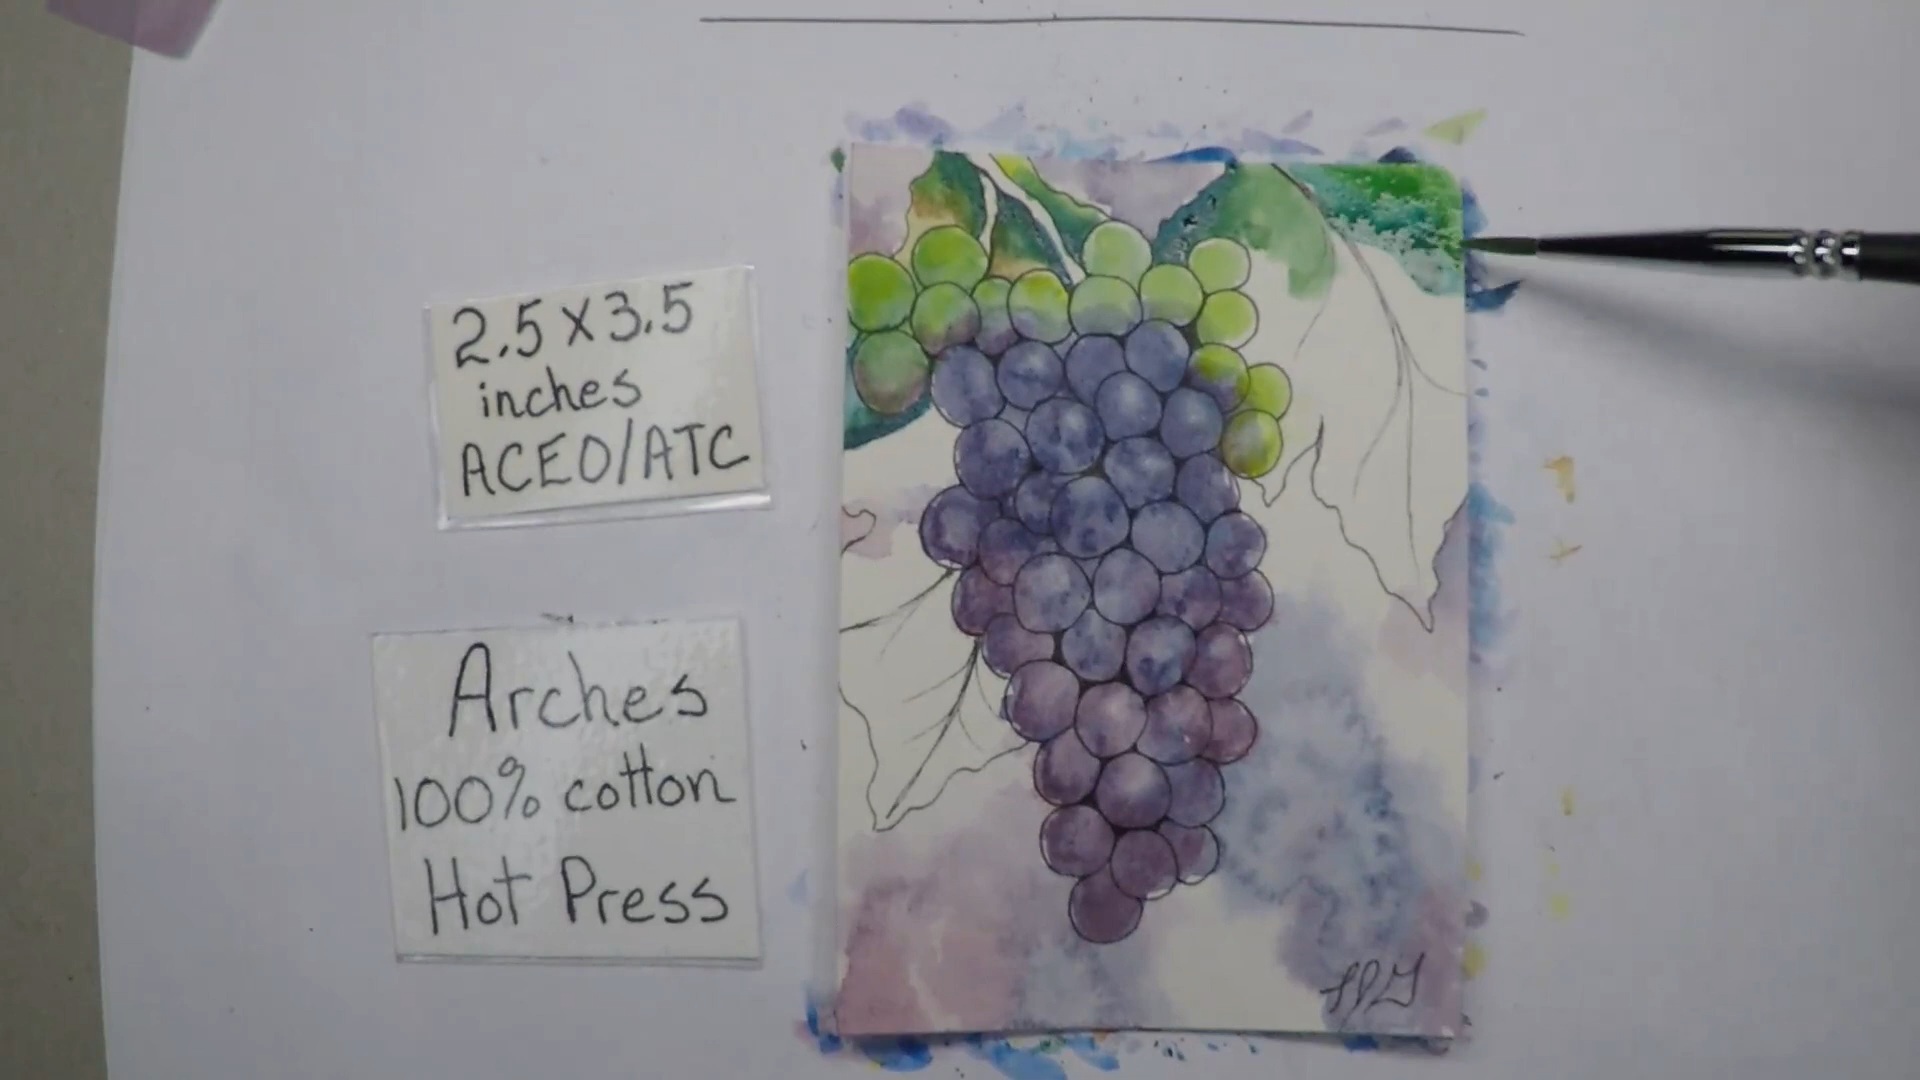 2.5 x 3.5
inches
ACEO/ATC
Arches
100% cotton
Hot Press